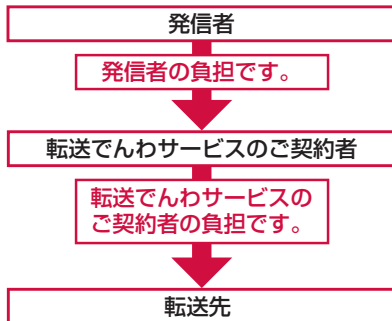 発信者
発信者の負担です。
転送でんわサービスのご契約者
転送でんわサービスの
ご契約者の負担です。
転送先